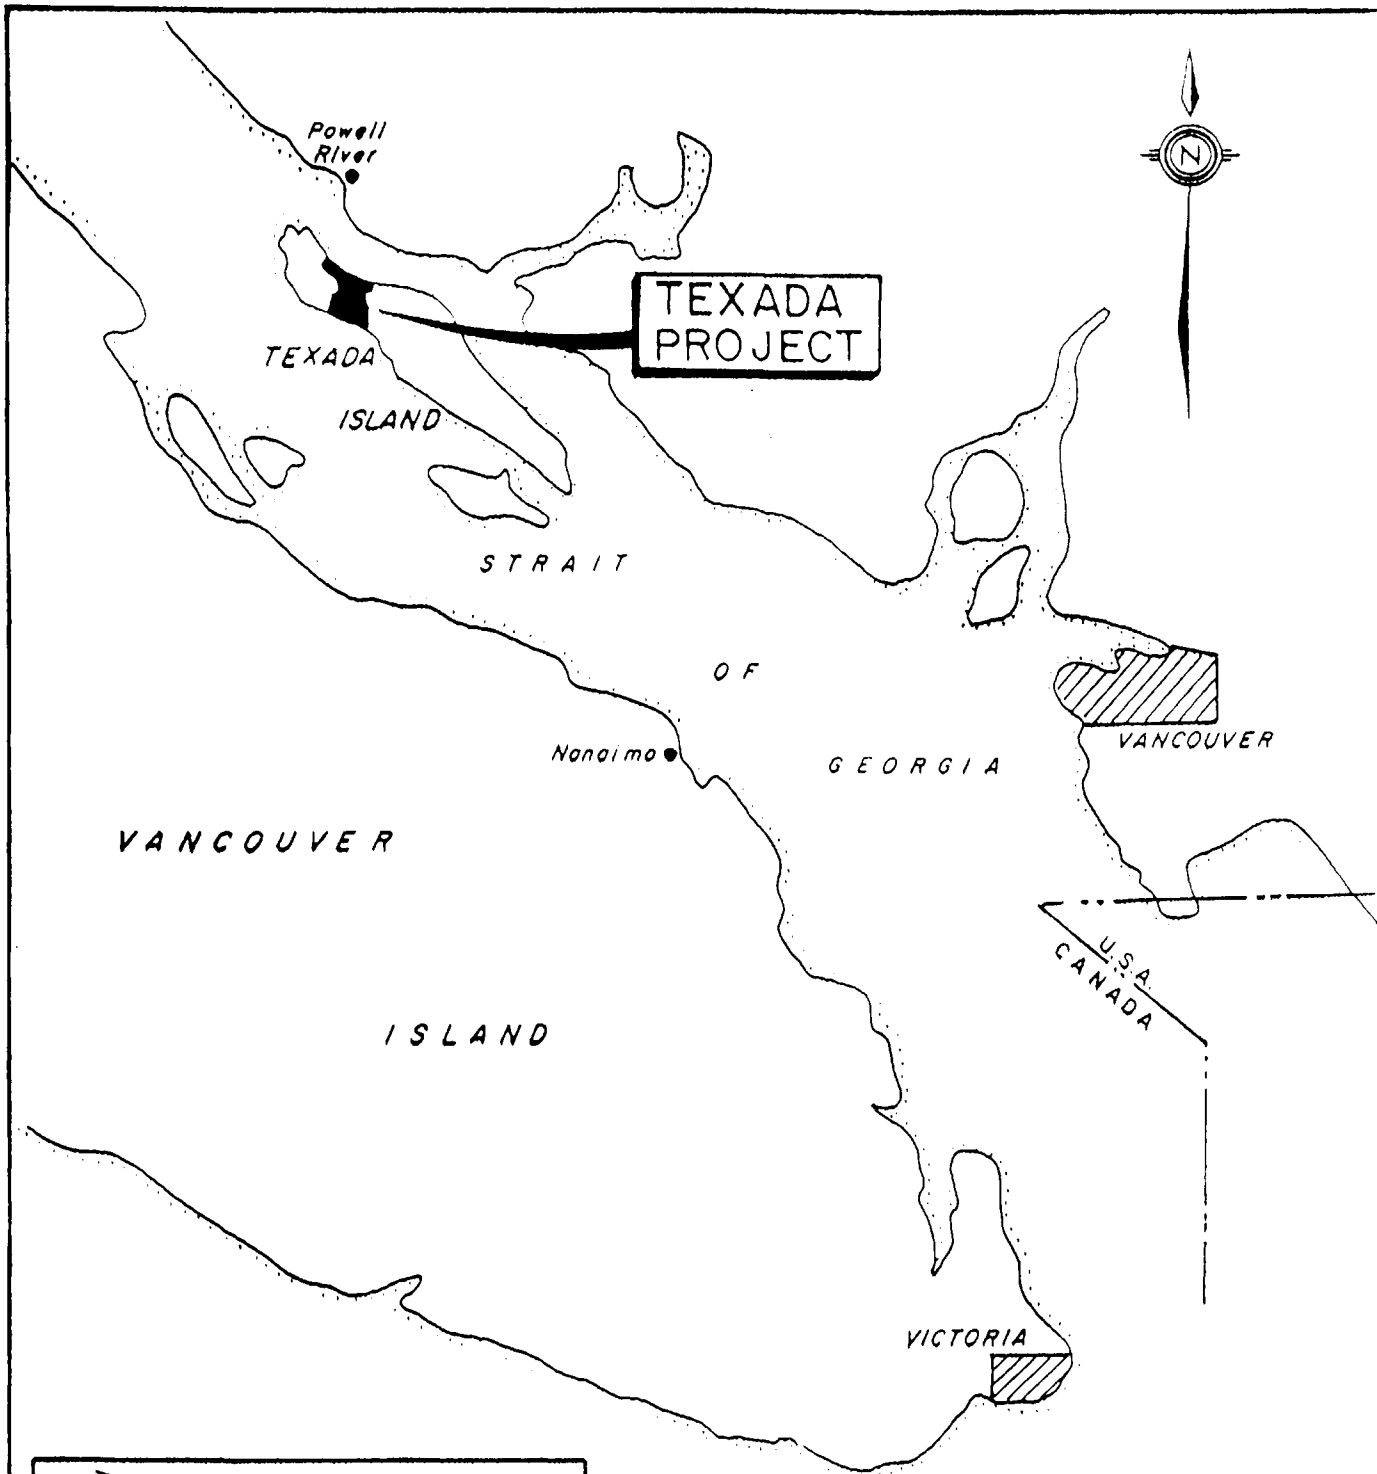 Powell
River
N
TEXADA
PROJECT
TEXADA
ISLAND
STRAIT
OF
GEORGIA
VANCOUVER
Nanaimo
VANCOUVER
ISLAND
U.S.A.
CANADA
VICTORIA